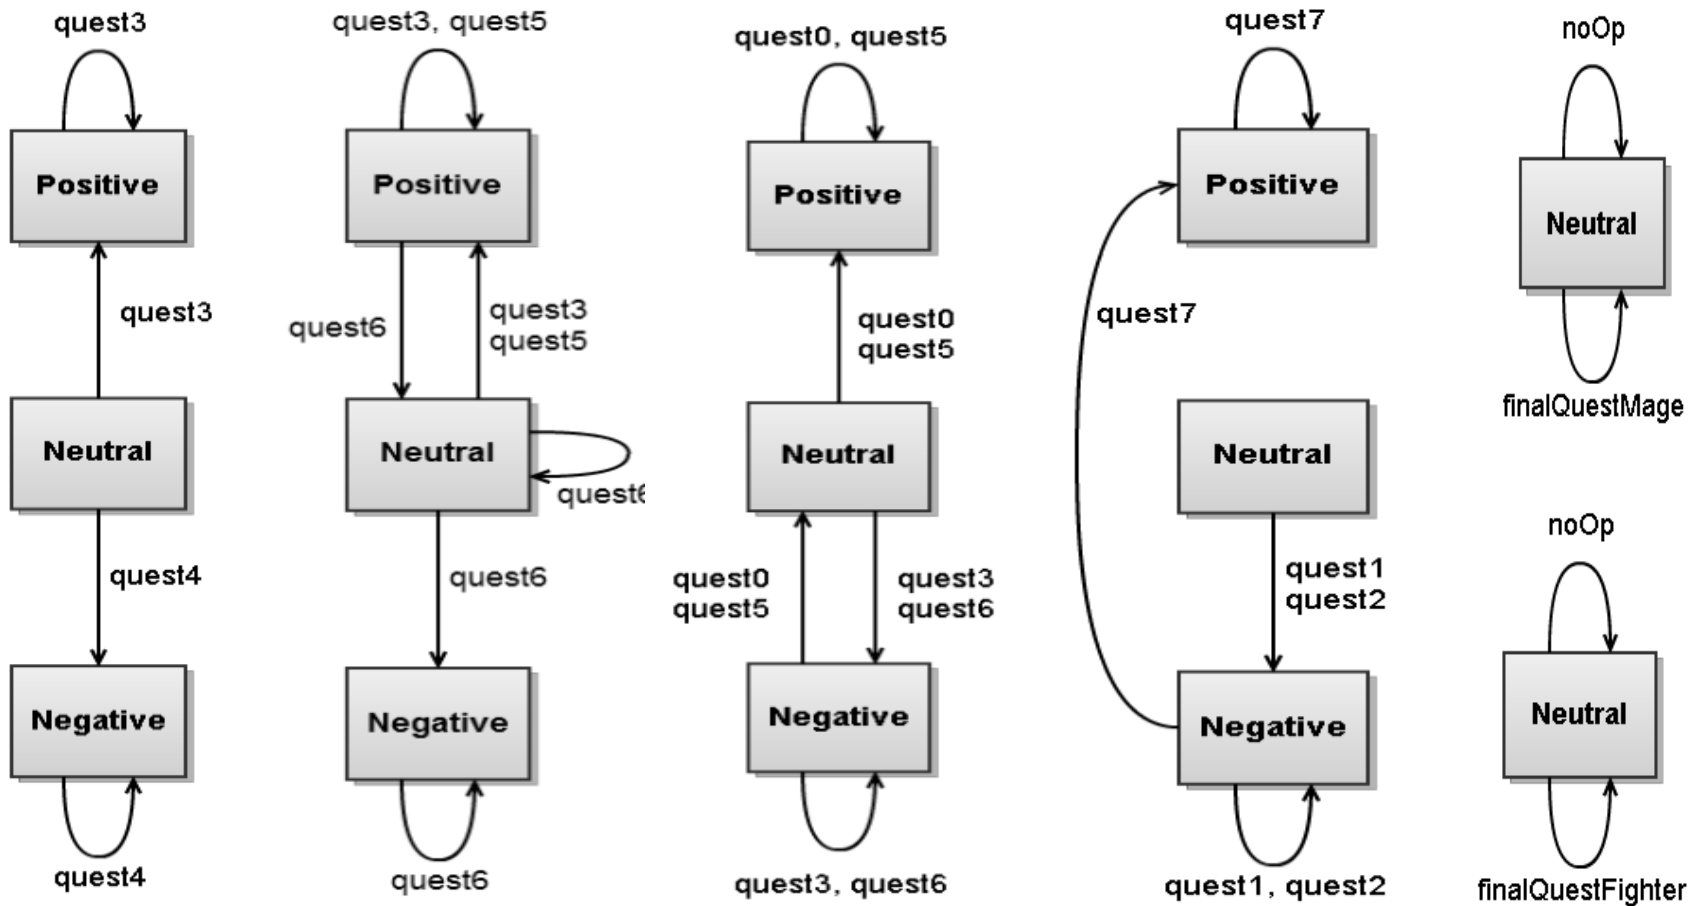 quest3
Positive
quest3
Neutral
quest4
Negative
quest4
quest3, quest5
Positive
quest6
quest3
quest5
Neutral
quest6
quest6
Negative
quest6
quest0, quest5
Positive
quest0
quest5
Neutral
quest0
quest5
quest3
quest6
Negative
quest3, quest6
quest7
Positive
quest7
Neutral
quest1
quest2
Negative
quest1, quest2
noOp
Neutral
finalQuestMage
noOp
Neutral
finalQuestFighter